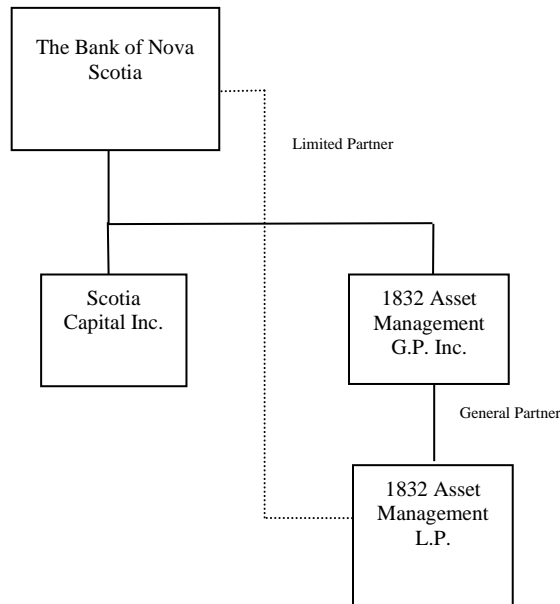 The Bank of Nova
Scotia
Limited Partner
Scotia
Capital Inc.
1832 Asset
Management
G.P. Inc.
General Partner
1832 Asset
Management
L.P.